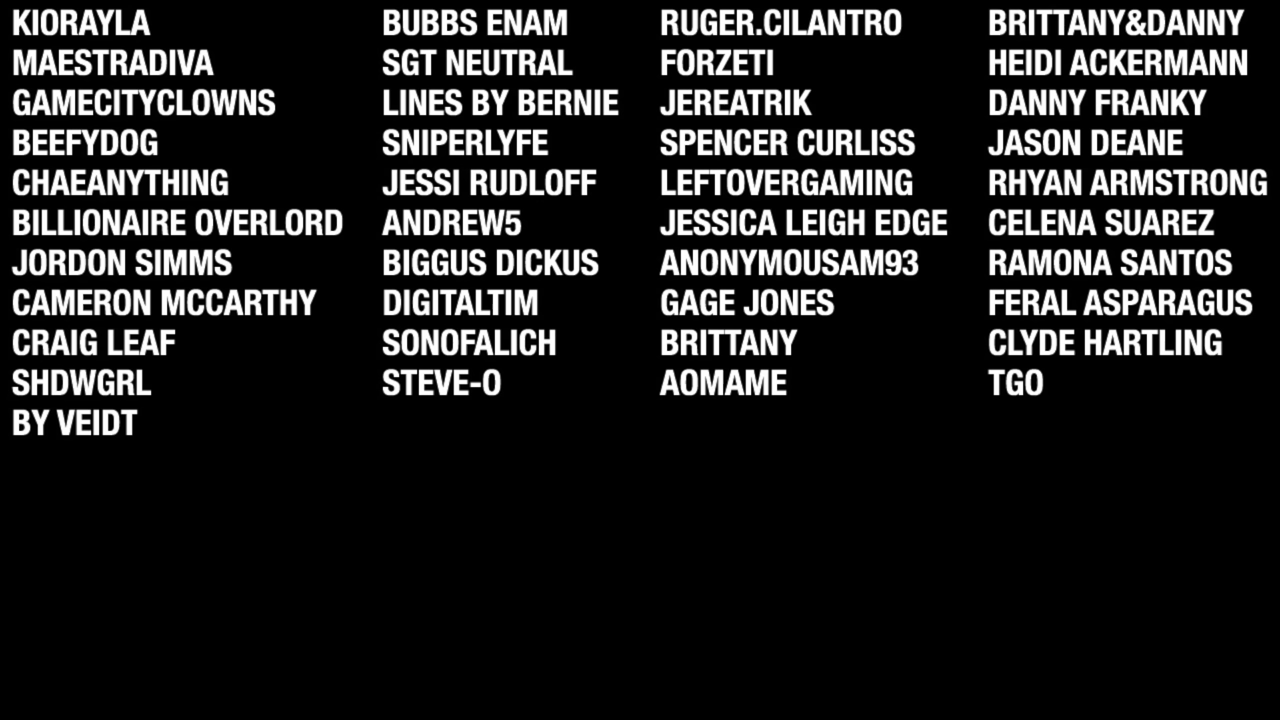 KIORAYLA
MAESTRADIVA
GAMECITYCLOWNS
BEEFYDOG
CHAEANYTHING
BILLIONAIRE OVERLORD
JORDON SIMMS
CAMERON MCCARTHY
CRAIG LEAF
SHDWGRL
BY VEIDT
BUBBS ENAM
SGT NEUTRAL
LINES BY BERNIE
SNIPERLYFE
JESSI RUDLOFF
ANDREW5
BIGGUS DICKUS
DIGITALTIM
SONOFALICH
STEVE-O
RUGER.CILANTRO
FORZETI
JEREATRIK
SPENCER CURLISS
LEFTOVERGAMING
JESSICA LEIGH EDGE
ANONYMOUSAM93
GAGE JONES
BRITTANY
AOMAME
BRITTANY&DANNY
HEIDI ACKERMANN
DANNY FRANKY
JASON DEANE
RHYAN ARMSTRONG
CELENA SUAREZ
RAMONA SANTOS
FERAL ASPARAGUS
CLYDE HARTLING
TGO